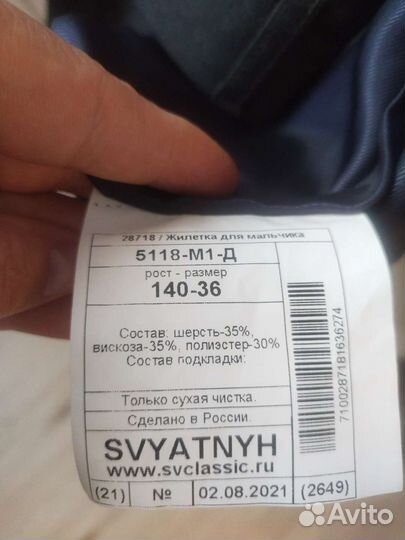 28718 / Жилетка для мальчика
5118-М1-Д
рост - размер
140-36
Состав: шерсть-35%,
вискоза-35%, полиэстер-30%
Состав подкладки:
Только сухая чистка.
Сделано в России.
SVYATNYH
www.svclassic.ru
(21) № 02.08.2021 (2649)
7100287181636274
Avito